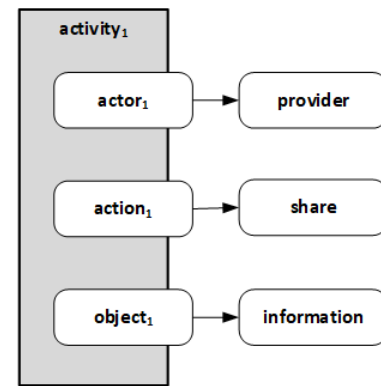 activity₁
actor₁
provider
action₁
share
object₁
information